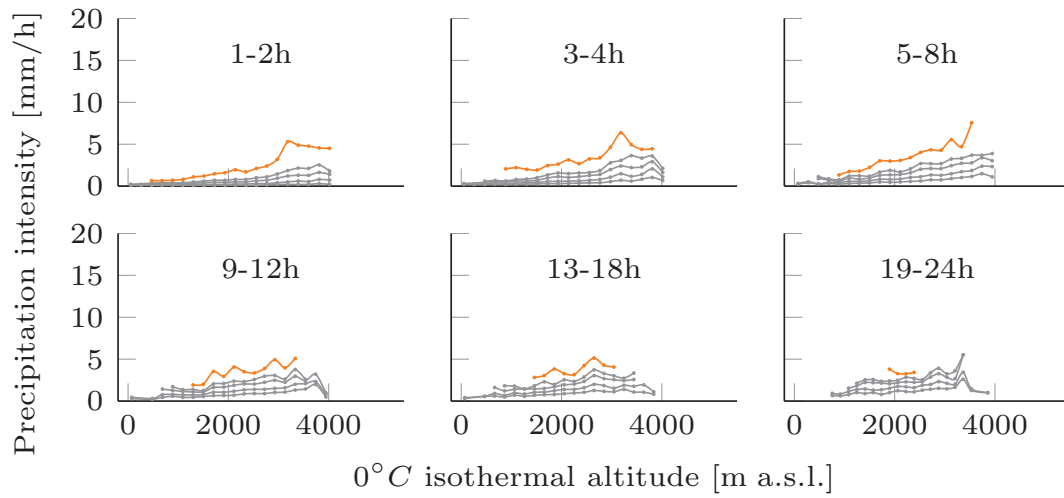 Precipitation intensity [mm/h]
20
15
10
5
0
1-2h
3-4h
5-8h
20
15
10
5
0
9-12h
13-18h
19-24h
0 2000 4000
0 2000 4000
0 2000 4000
0°C isothermal altitude [m a.s.l.]